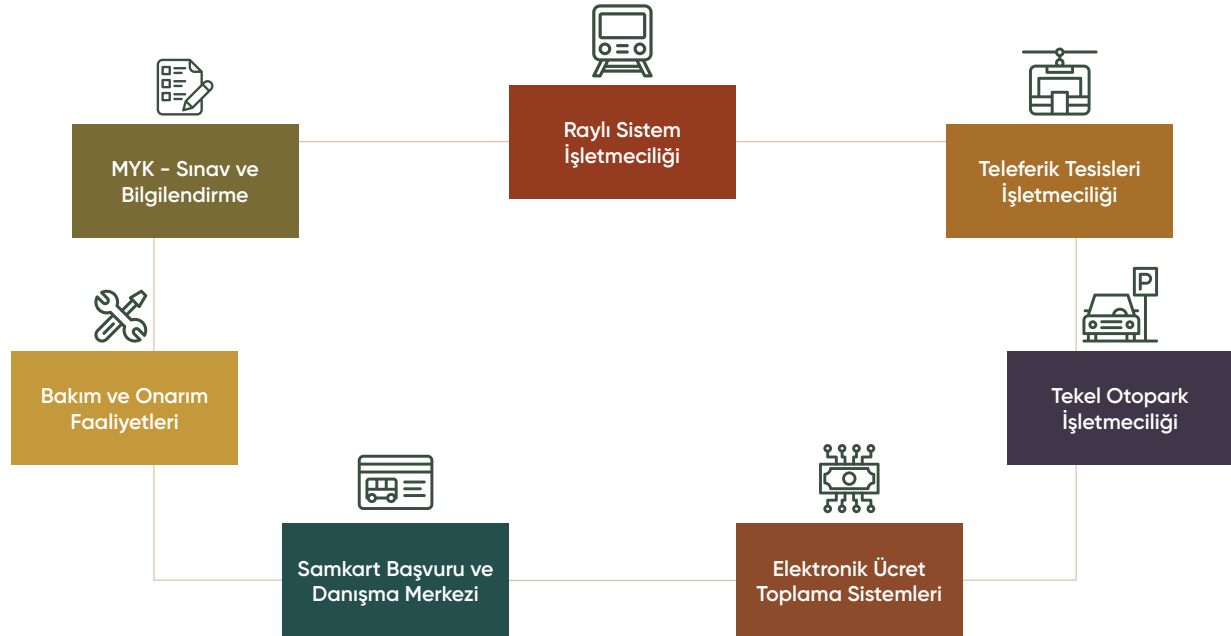 Raylı Sistem
İşletmeciliği
MYK - Sınav ve
Bilgilendirme
Teleferik Tesisleri
İşletmeciliği
P
Bakım ve Onarım
Faaliyetleri
Tekel Otopark
İşletmeciliği
Samkart Başvuru ve
Danışma Merkezi
Elektronik Ücret
Toplama Sistemleri